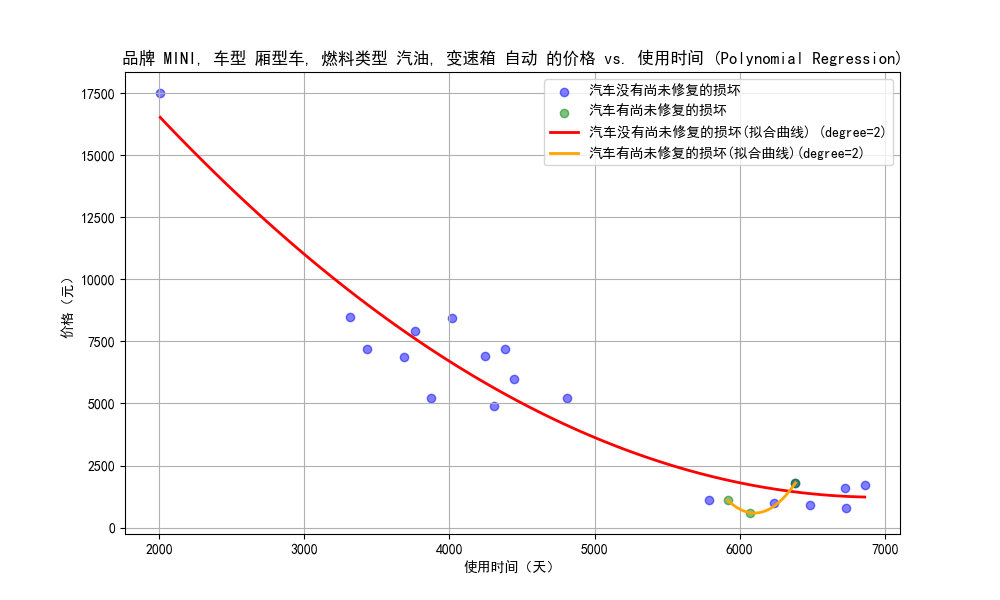 品牌 MINI, 车型 厢型车, 燃料类型 汽油, 变速箱 自动 的价格 vs. 使用时间 (Polynomial Regression)
汽车没有尚未修复的损坏
汽车有尚未修复的损坏
汽车没有尚未修复的损坏(拟合曲线) (degree=2)
汽车有尚未修复的损坏(拟合曲线)(degree=2)
价格（元）
17500
15000
12500
10000
7500
5000
2500
0
2000 3000 4000 5000 6000 7000
使用时间（天）